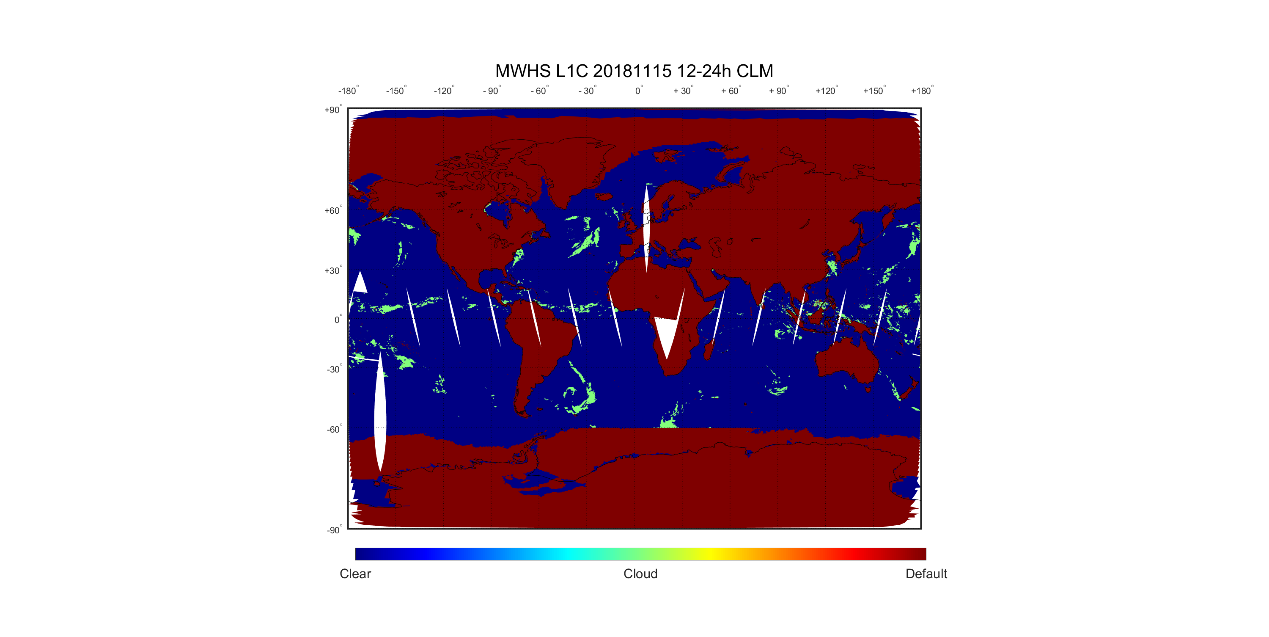 MWHS L1C 20181115 12-24h CLM
-180° -150° -120° - 90° - 60° - 30° 0° + 30° + 60° + 90° +120° +150° +180°
+90°
+60°
+30°
0°
-30°
-60°
-90°
Clear Cloud Default